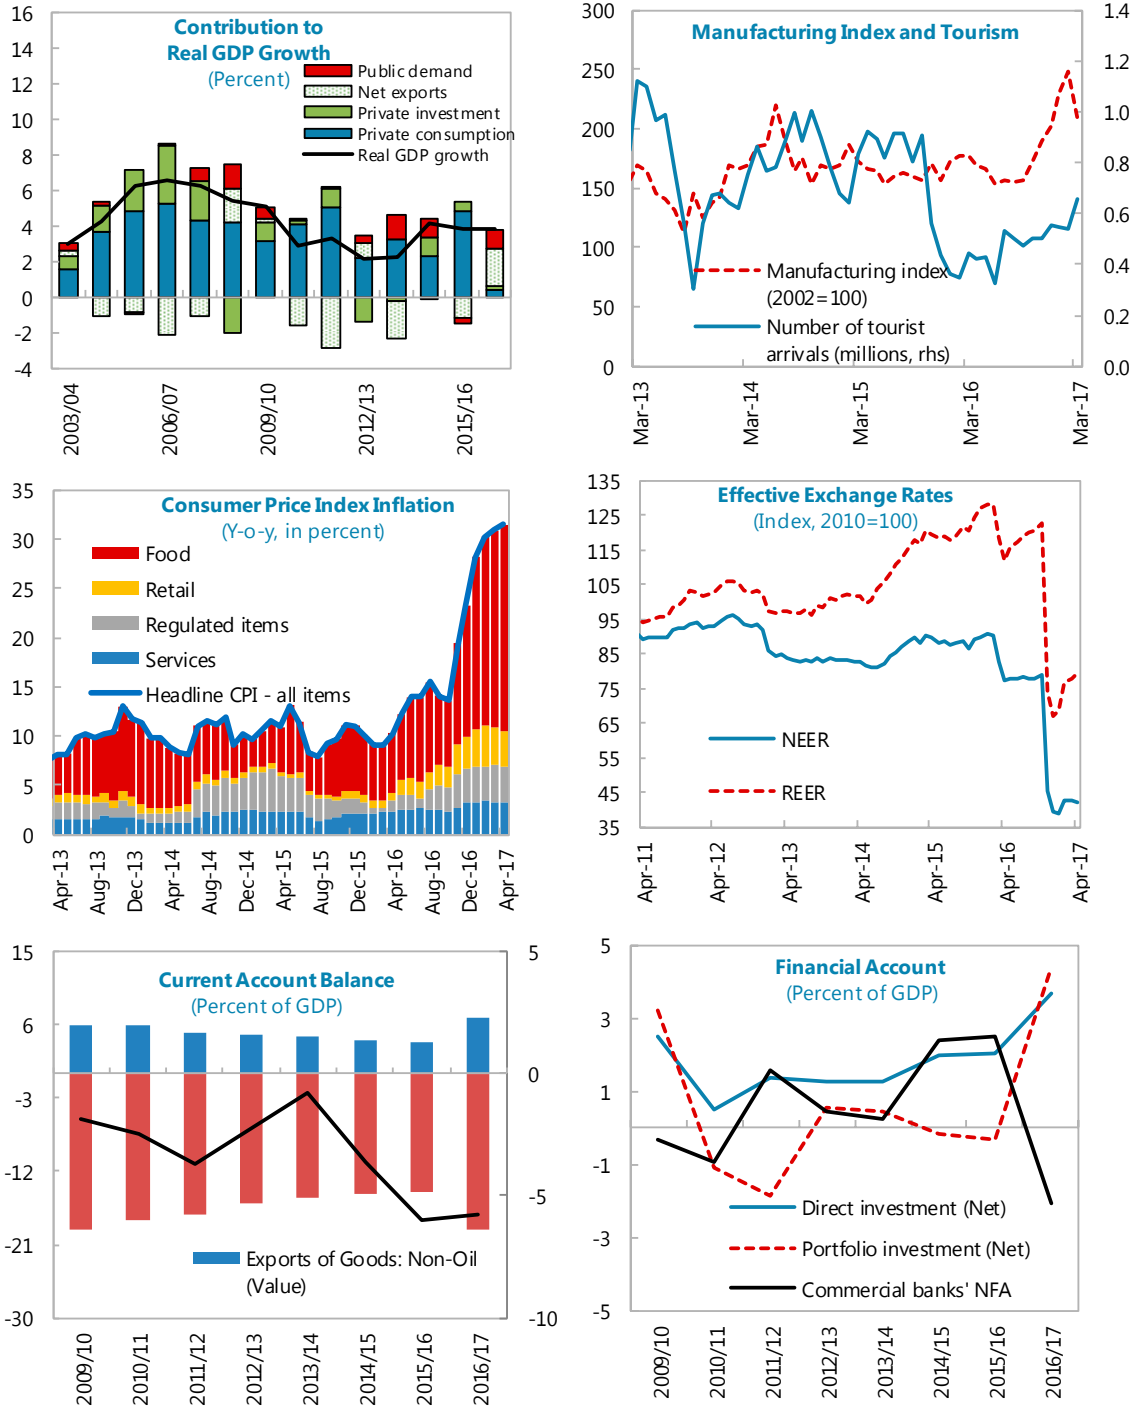 Contribution to
Real GDP Growth
(Percent)
Public demand
Net exports
Private investment
Private consumption
Real GDP growth
16
14
12
10
8
6
4
2
0
-2
-4
2003/04
2006/07
2009/10
2012/13
2015/16
Manufacturing Index and Tourism
300
250
200
150
100
50
0
1.4
1.2
1.0
0.8
0.6
0.4
0.2
0.0
Manufacturing index
(2002=100)
Number of tourist
arrivals (millions, rhs)
Mar-13
Mar-14
Mar-15
Mar-16
Mar-17
Consumer Price Index Inflation
(Y-o-y, in percent)
Food
Retail
Regulated items
Services
Headline CPI - all items
35
30
25
20
15
10
5
0
Apr-13
Aug-13
Dec-13
Apr-14
Aug-14
Dec-14
Apr-15
Aug-15
Dec-15
Apr-16
Aug-16
Dec-16
Apr-17
Effective Exchange Rates
(Index, 2010=100)
135
125
115
105
95
85
75
65
55
45
35
NEER
REER
Apr-11
Apr-12
Apr-13
Apr-14
Apr-15
Apr-16
Apr-17
Current Account Balance
(Percent of GDP)
15
6
-3
-12
-21
-30
5
0
-5
-10
Exports of Goods: Non-Oil
(Value)
2009/10
2010/11
2011/12
2012/13
2013/14
2014/15
2015/16
2016/17
Financial Account
(Percent of GDP)
5
3
1
-1
-3
-5
Direct investment (Net)
Portfolio investment (Net)
Commercial banks' NFA
2009/10
2010/11
2011/12
2012/13
2013/14
2014/15
2015/16
2016/17